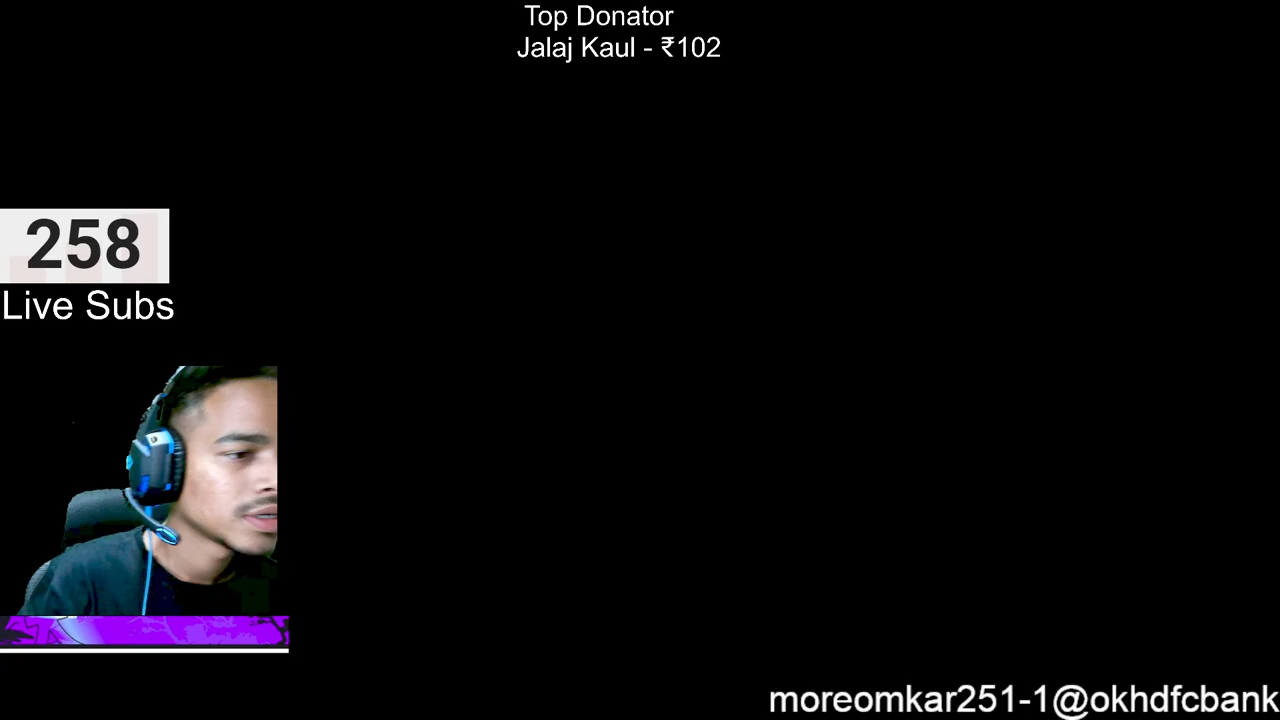 Top Donator
Jalaj Kaul - ₹102
258
Live Subs
moreomkar251-1@okhdfcbank